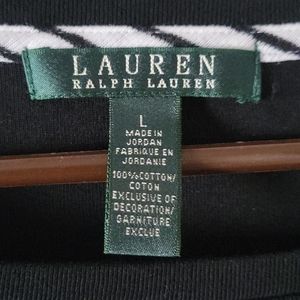 LAUREN
RALPH LAUREN
L
MADE IN
JORDAN
FABRIQUE EN
JORDANIE
100%COTTON/
COTON
EXCLUSIVE OF
DECORATION/
GARNITURE
EXCLUE